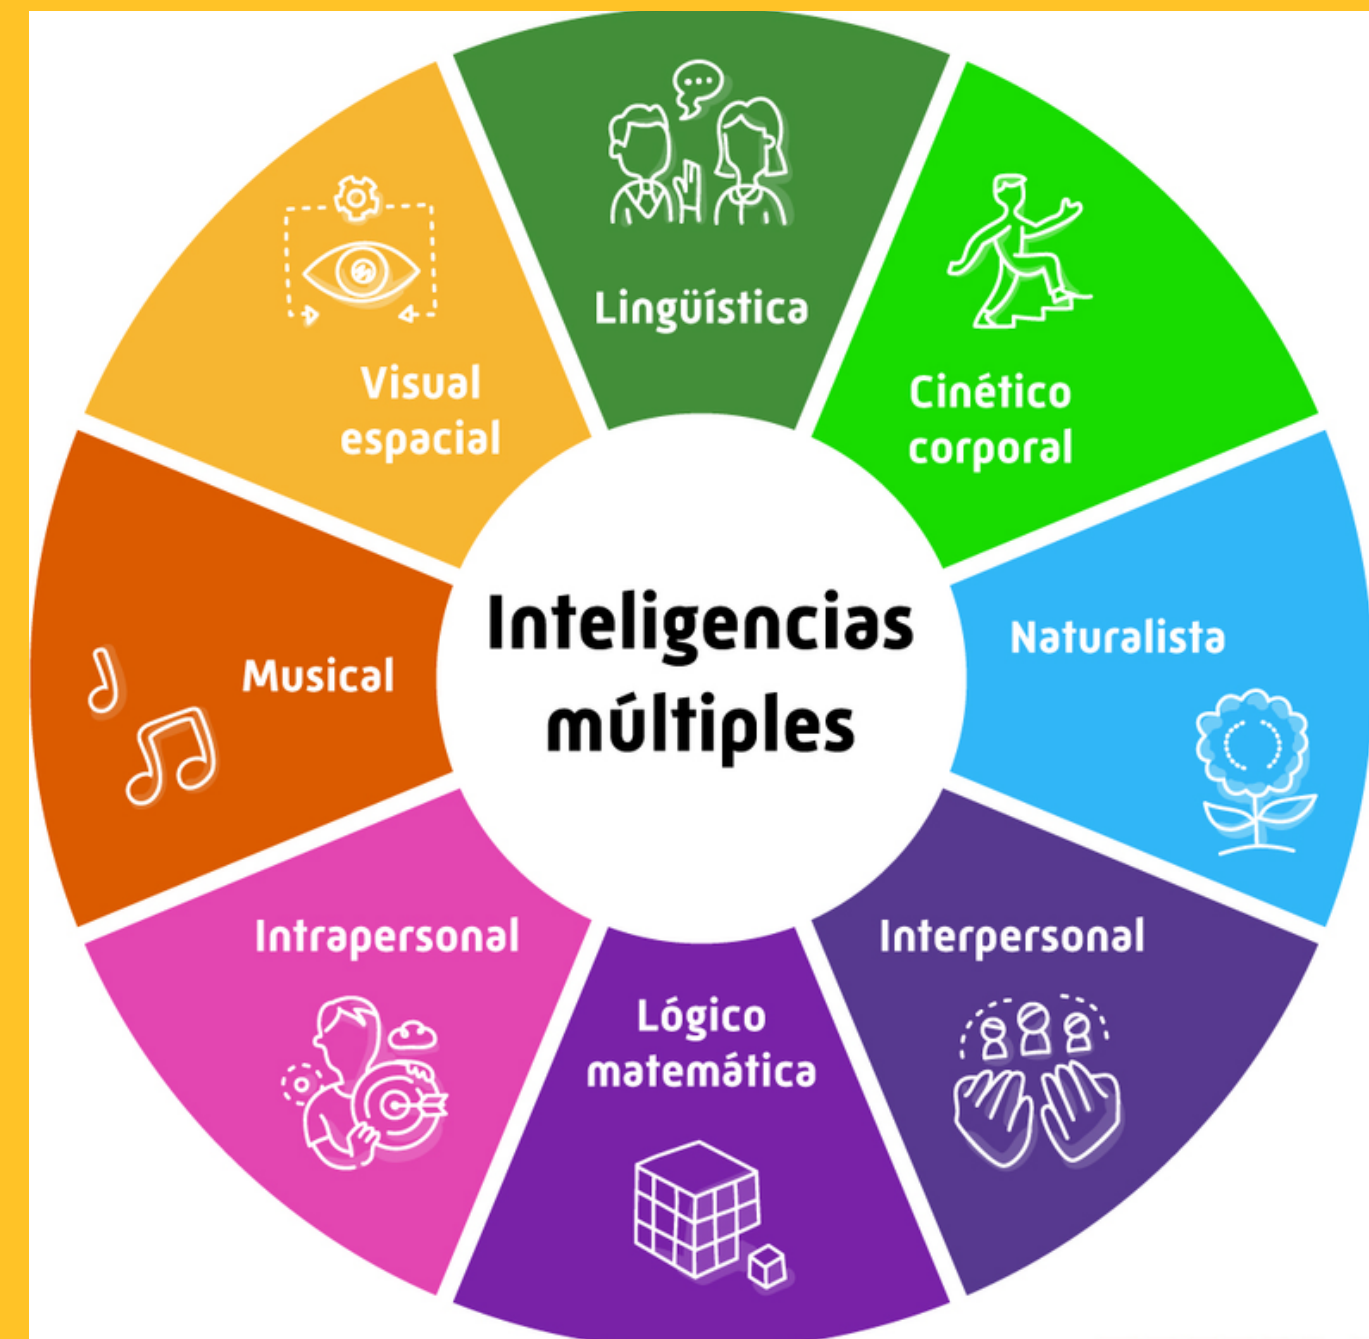 Lingüística
Cinético
corporal
Naturalista
Interpersonal
Lógico
matemática
Intrapersonal
Musical
Visual
espacial
Inteligencias
múltiples